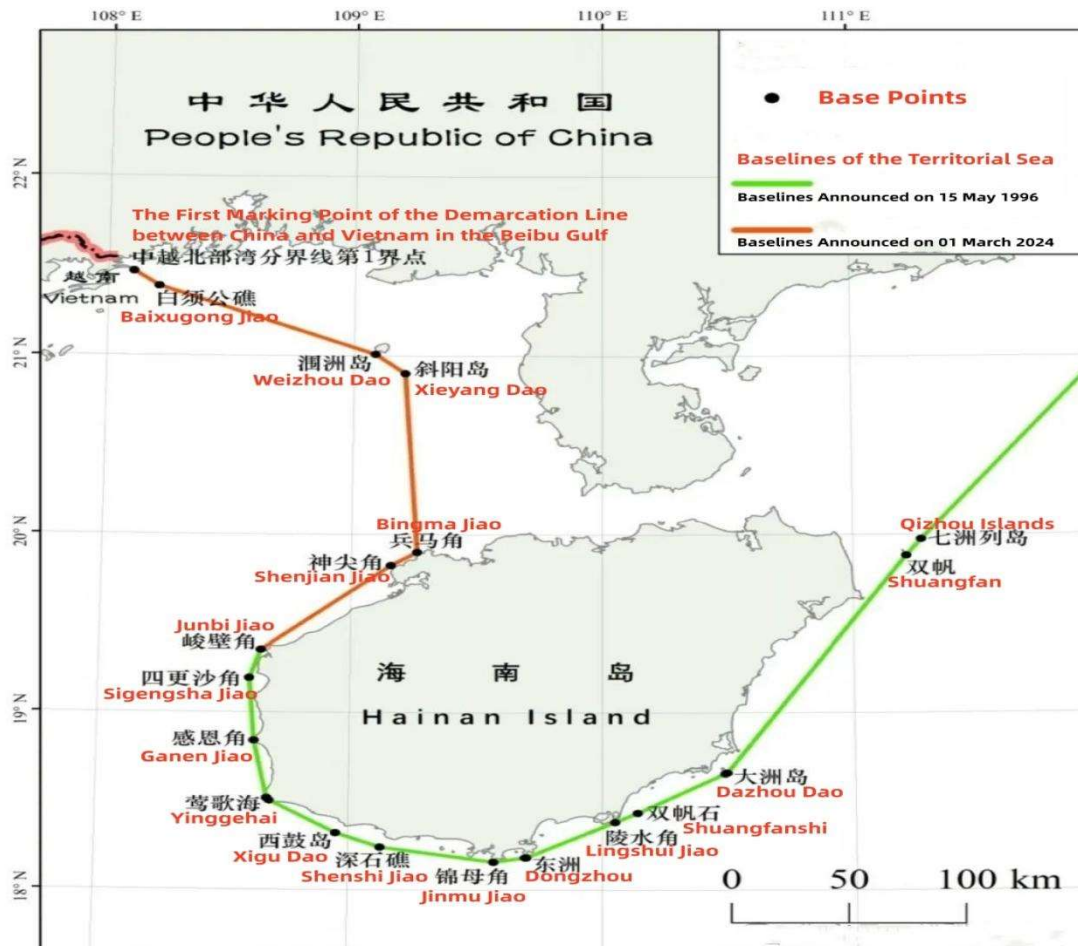 108° E
109° E
110° E
111° E
中华人民共和国
People's Republic of China
Base Points
Baselines of the Territorial Sea
Baselines Announced on 15 May 1996
Baselines Announced on 01 March 2024
22° N
The First Marking Point of the Demarcation Line
between China and Vietnam in the Beibu Gulf
中越北部湾分界线第1界点
越南
Vietnam
白须公礁
Baixugong Jiao
21° N
涠洲岛
Weizhou Dao
斜阳岛
Xieyang Dao
20° N
Bingma Jiao
兵马角
神尖角
Shenjian Jiao
Qizhou Islands
七洲列岛
双帆
Shuangfan
Junbi Jiao
峻壁角
四更沙角
Sigengsha Jiao
海南岛
Hainan Island
19° N
感恩角
Ganen Jiao
莺歌海
Yinggehai
西鼓岛
Xigu Dao
深石礁
Shenshi Jiao
锦母角
Jinmu Jiao
东洲
Dongzhou
陵水角
Lingshui Jiao
双帆石
Shuangfanshi
大洲岛
Dazhou Dao
18° N
0 50 100 km